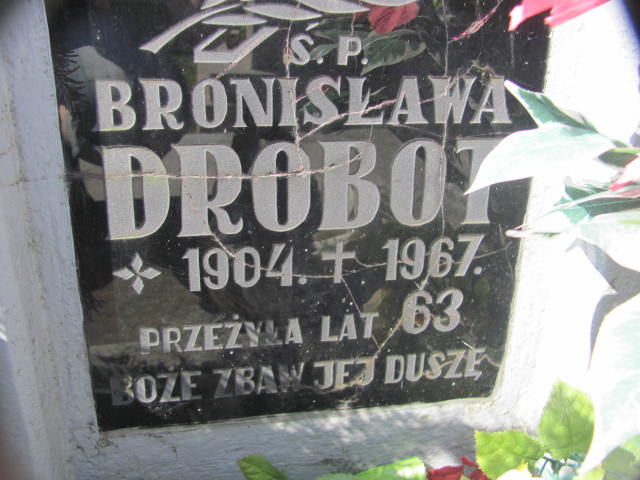 Ś. P.
BRONISŁAWA
DROBOT
1904. 1967.
PRZEŻYŁA LAT 63
BOŻE ZBAW JEJ DUSZĘ